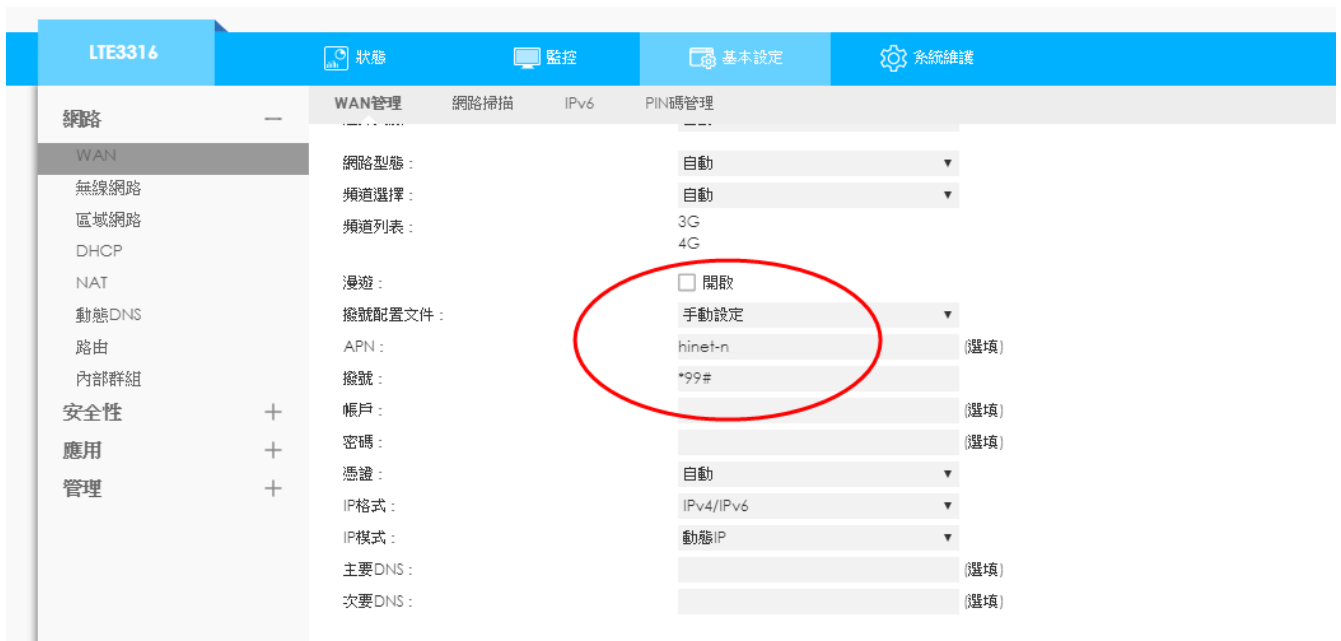 LTE3316
狀態
監控
基本設定
系統維護
WAN管理
網路掃描
IPv6
PIN碼管理
網路
WAN
無線網路
區域網路
DHCP
NAT
動態DNS
路由
內部群組
安全性
應用
管理
網路型態 : 自動
頻道選擇 : 自動
頻道列表 : 3G
4G
漫遊 : 開啟
撥號配置文件 : 手動設定
APN : hinet-n (選填)
撥號 : *99#
帳戶 : (選填)
密碼 : (選填)
憑證 : 自動
IP格式 : IPv4/IPv6
IP模式 : 動態IP
主要DNS : (選填)
次要DNS : (選填)